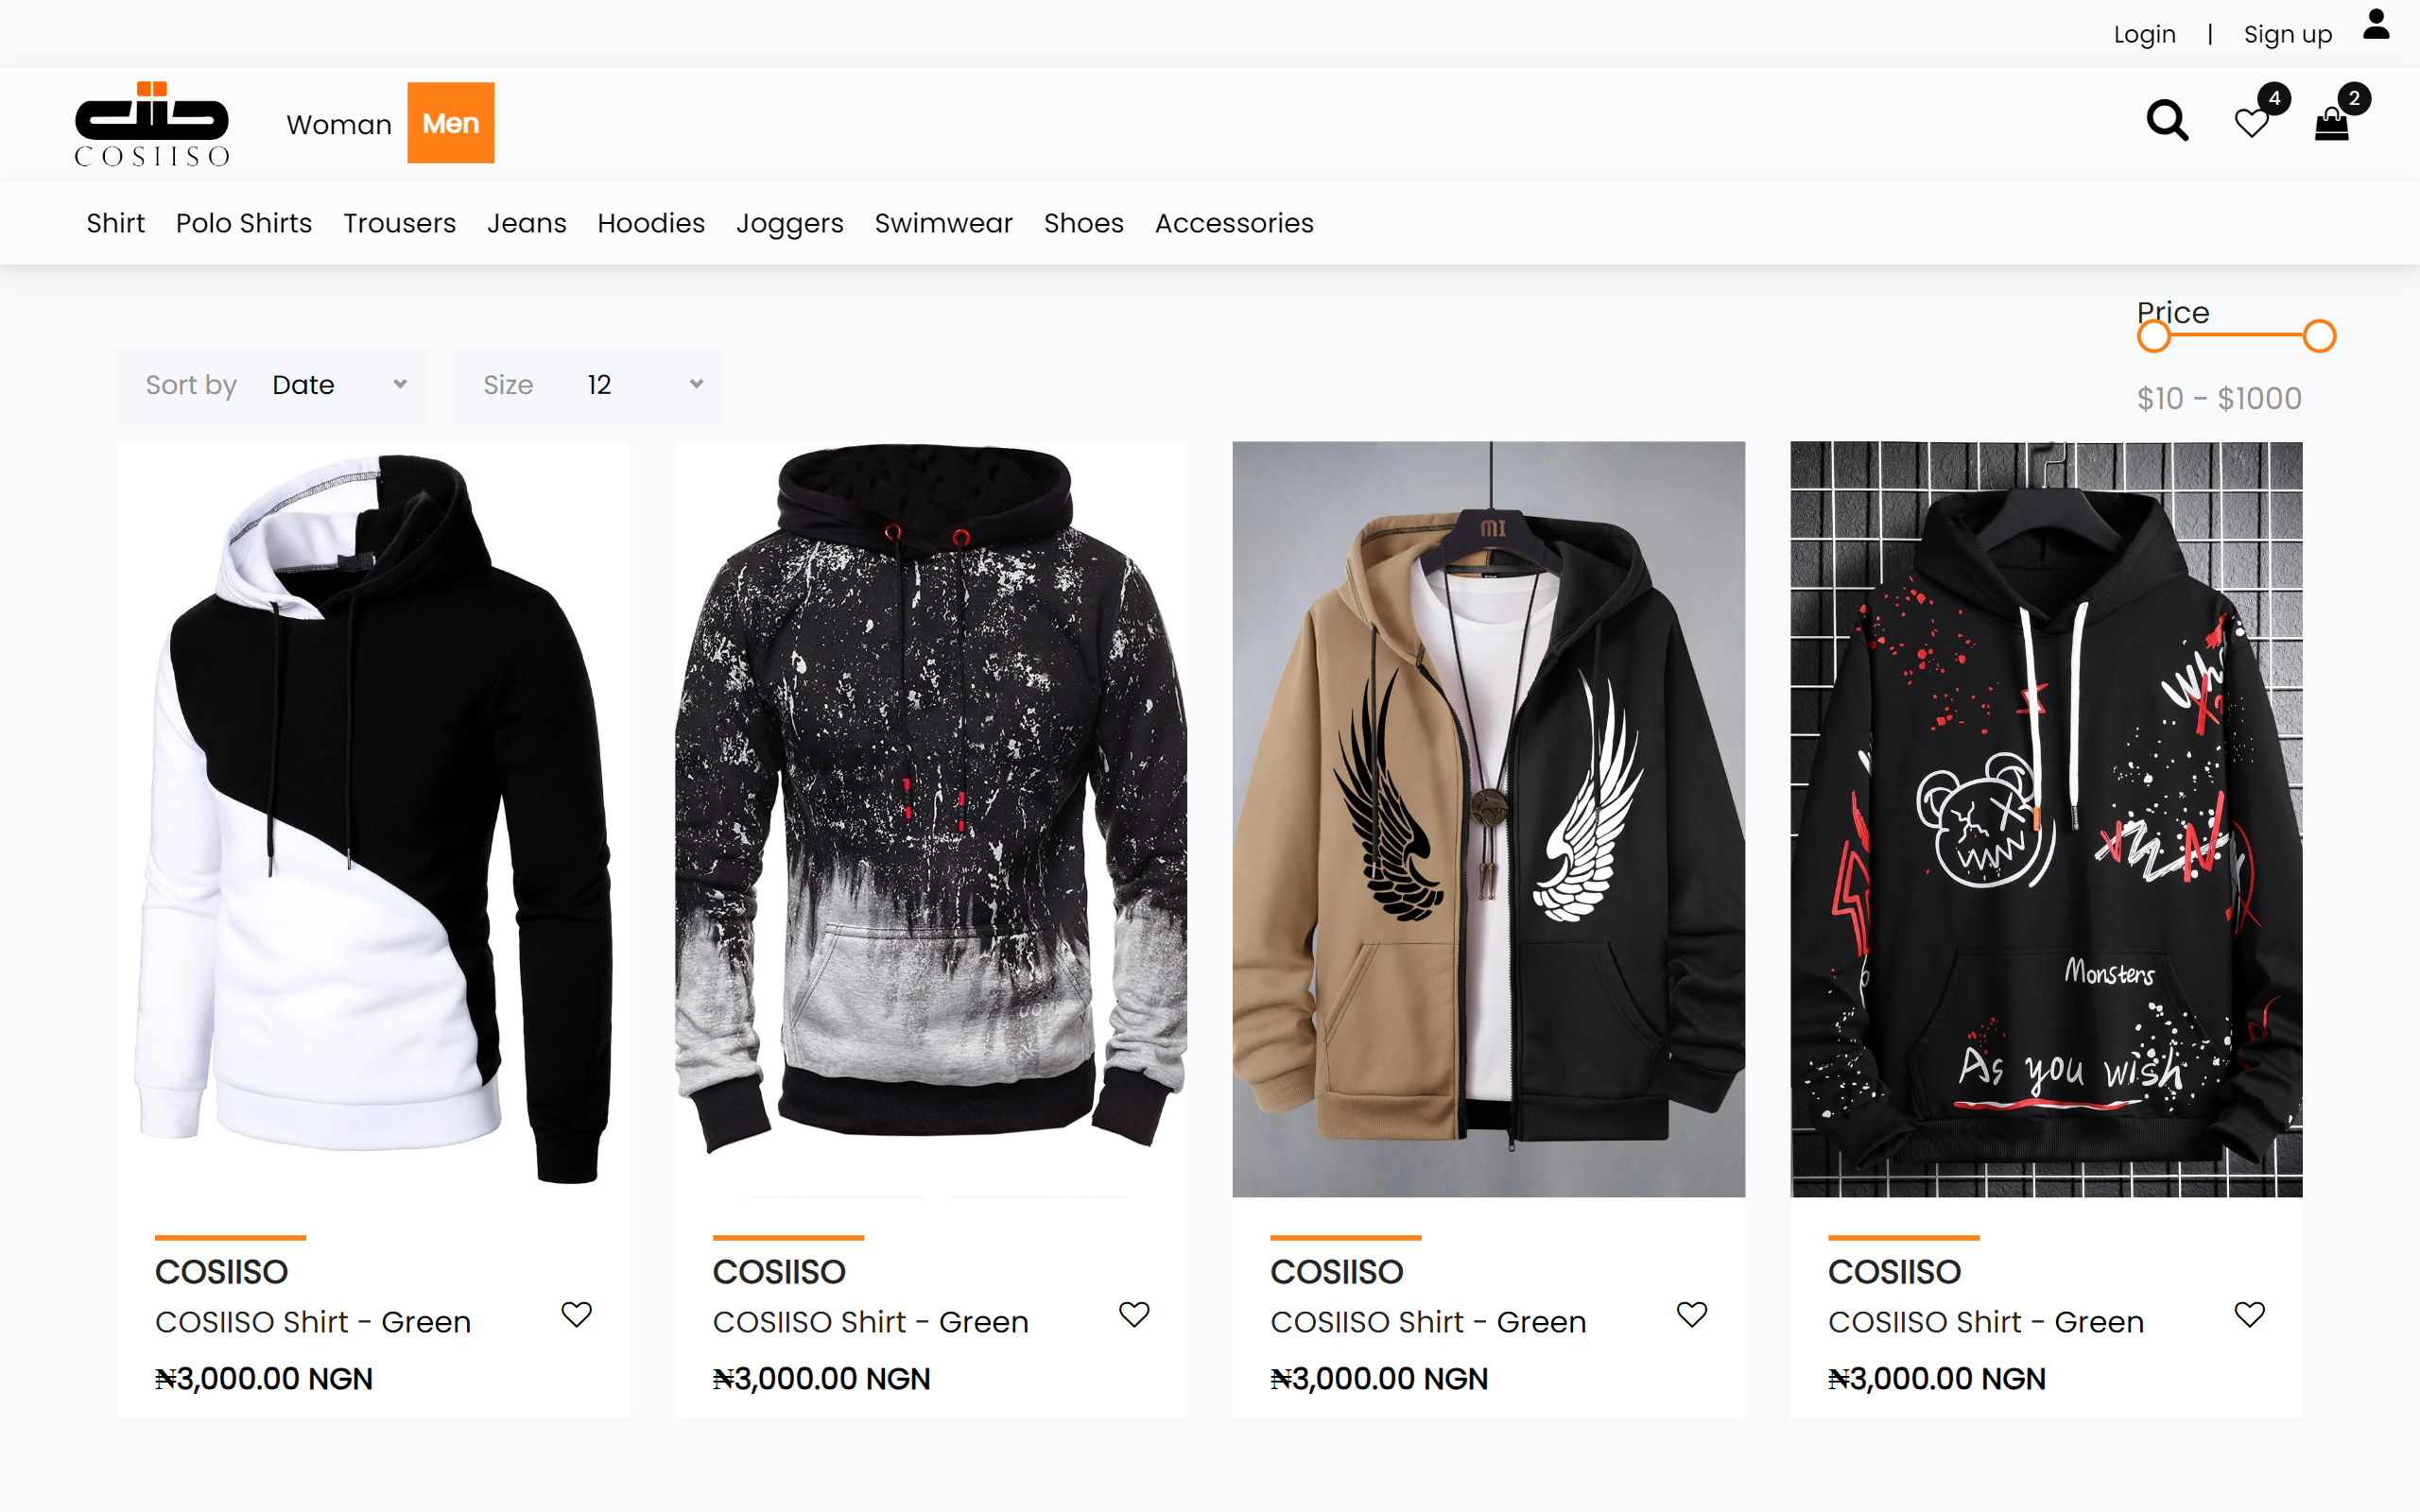 Login | Sign up
COSIISO
Woman Men
4 2
Shirt Polo Shirts Trousers Jeans Hoodies Joggers Swimwear Shoes Accessories
Price
Sort by Date Size 12
$10 - $1000
MI
Monsters
As you wish
COSIISO COSIISO COSIISO COSIISO
COSIISO Shirt - Green COSIISO Shirt - Green COSIISO Shirt - Green COSIISO Shirt - Green
₦3,000.00 NGN ₦3,000.00 NGN ₦3,000.00 NGN ₦3,000.00 NGN